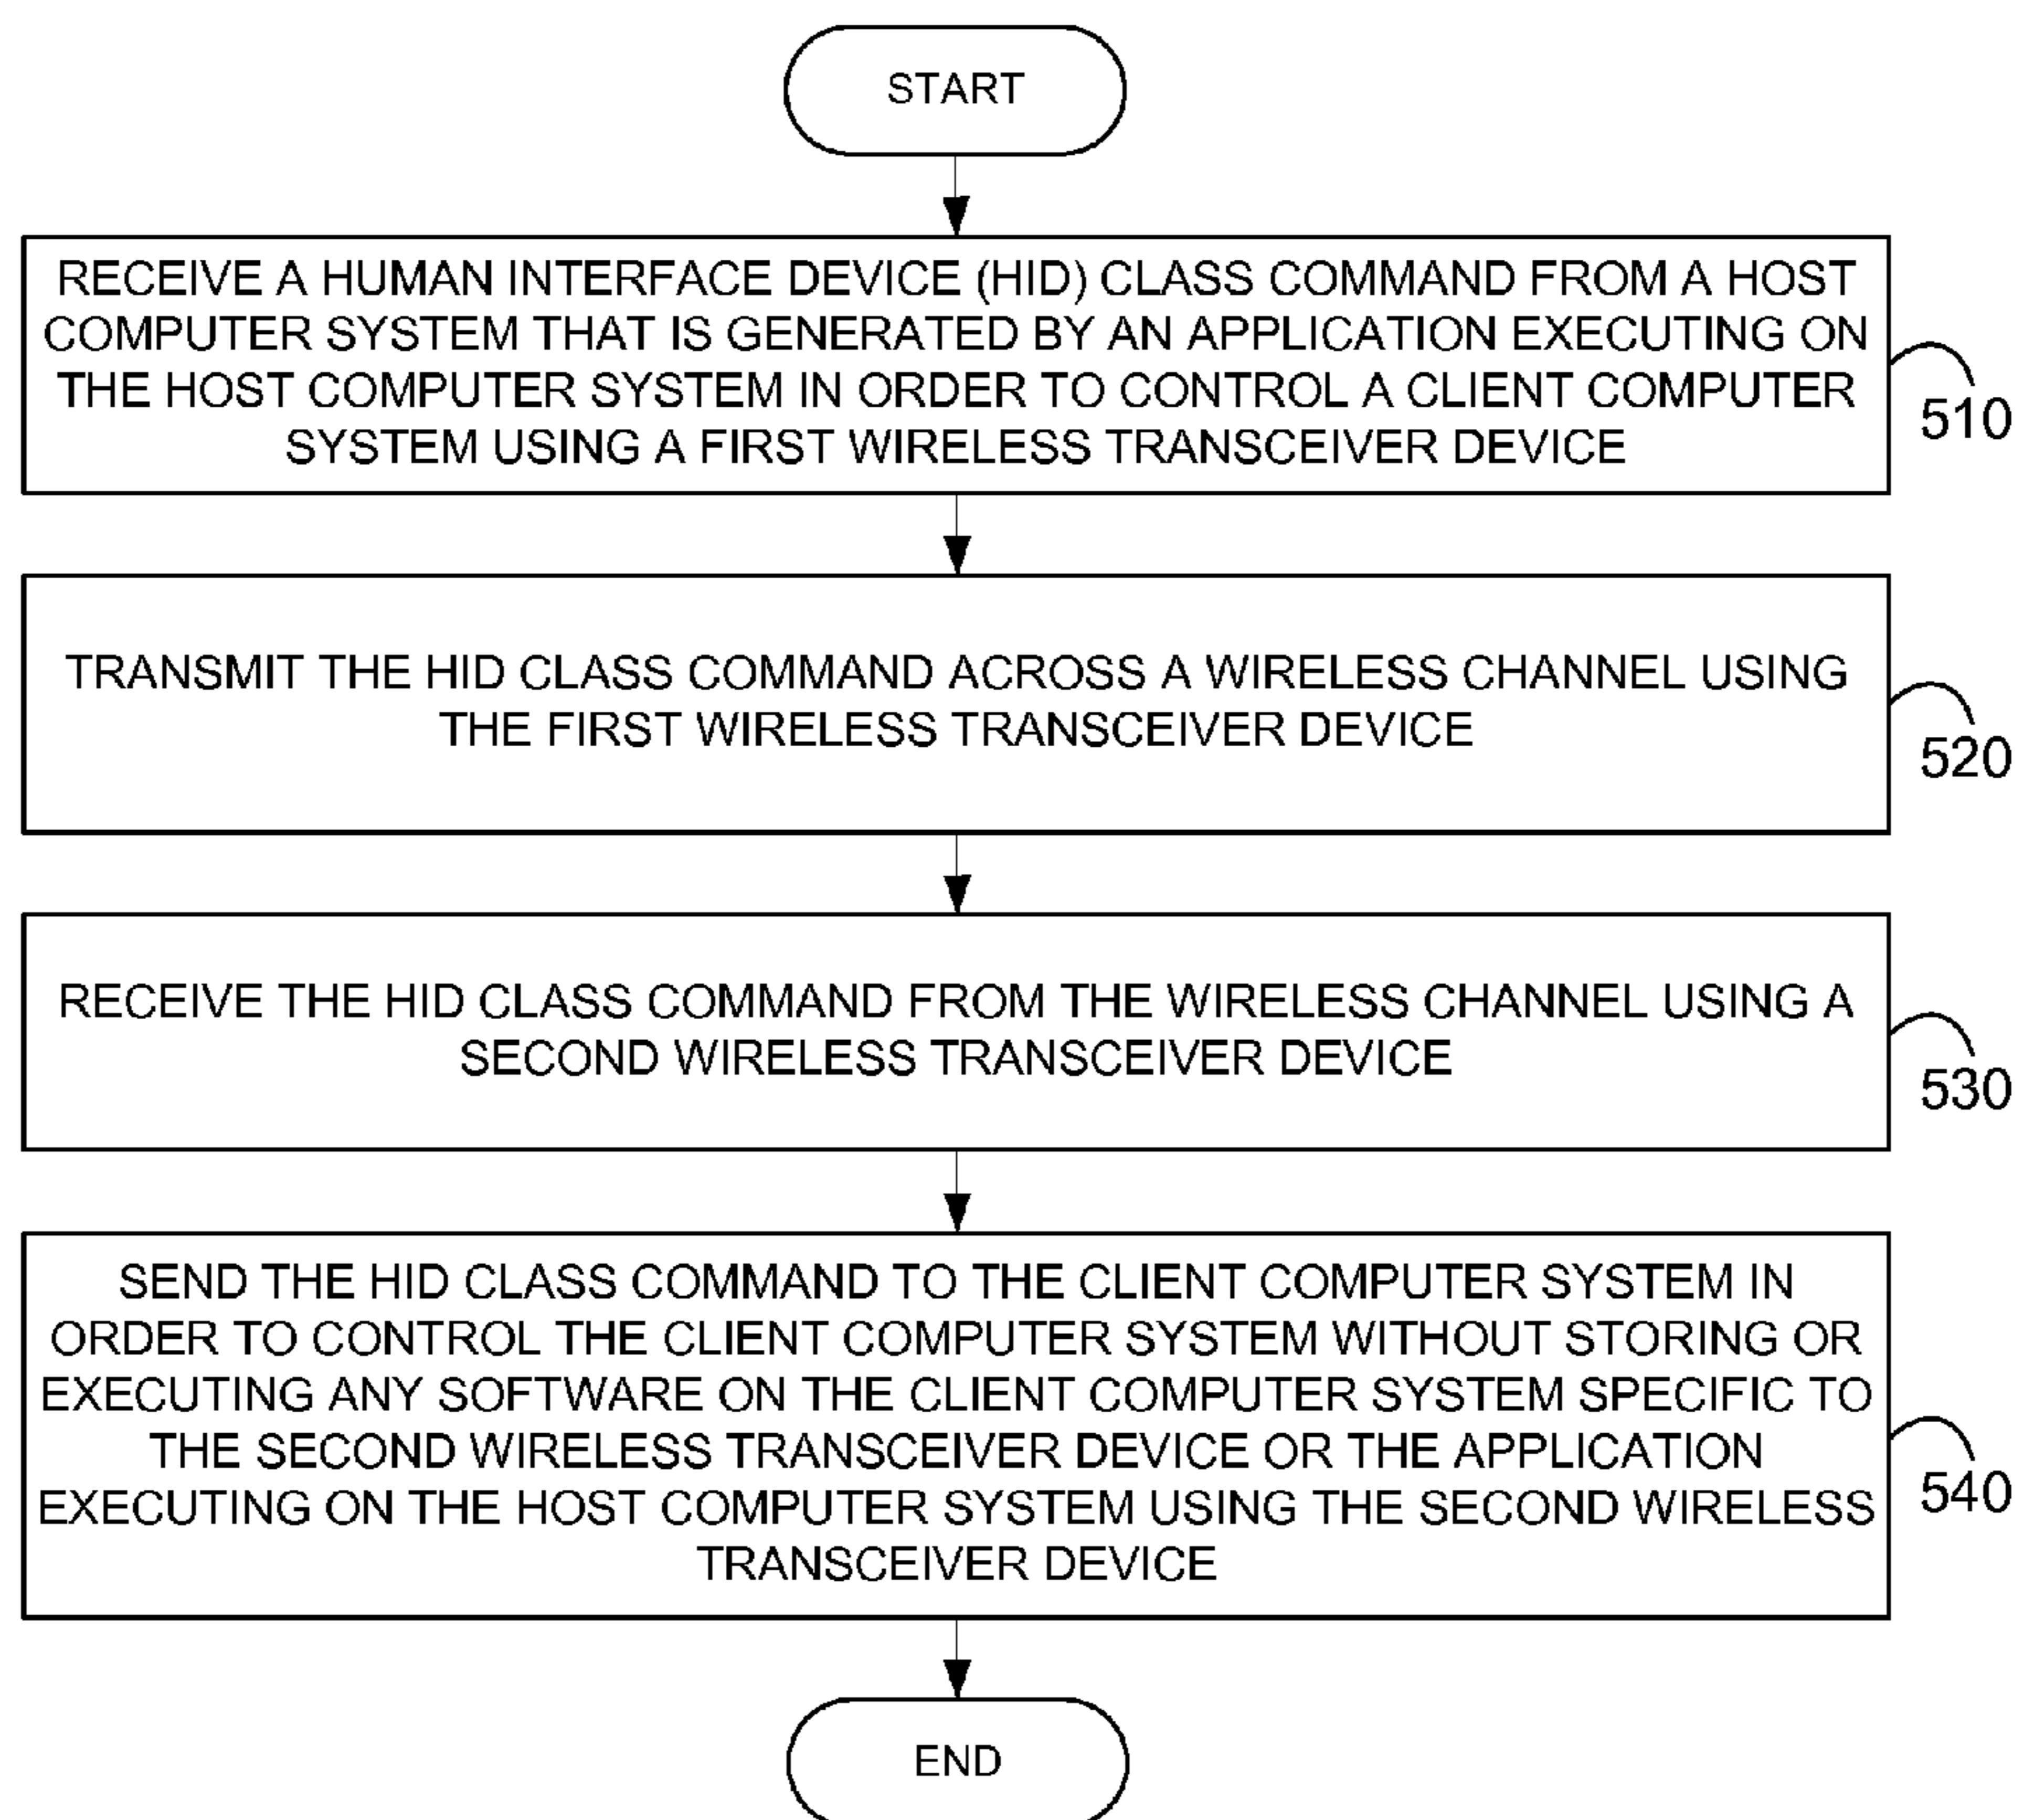 START
RECEIVE A HUMAN INTERFACE DEVICE (HID) CLASS COMMAND FROM A HOST
COMPUTER SYSTEM THAT IS GENERATED BY AN APPLICATION EXECUTING ON
THE HOST COMPUTER SYSTEM IN ORDER TO CONTROL A CLIENT COMPUTER
SYSTEM USING A FIRST WIRELESS TRANSCEIVER DEVICE
510
TRANSMIT THE HID CLASS COMMAND ACROSS A WIRELESS CHANNEL USING
THE FIRST WIRELESS TRANSCEIVER DEVICE
520
RECEIVE THE HID CLASS COMMAND FROM THE WIRELESS CHANNEL USING A
SECOND WIRELESS TRANSCEIVER DEVICE
530
SEND THE HID CLASS COMMAND TO THE CLIENT COMPUTER SYSTEM IN
ORDER TO CONTROL THE CLIENT COMPUTER SYSTEM WITHOUT STORING OR
EXECUTING ANY SOFTWARE ON THE CLIENT COMPUTER SYSTEM SPECIFIC TO
THE SECOND WIRELESS TRANSCEIVER DEVICE OR THE APPLICATION
EXECUTING ON THE HOST COMPUTER SYSTEM USING THE SECOND WIRELESS
TRANSCEIVER DEVICE
540
END